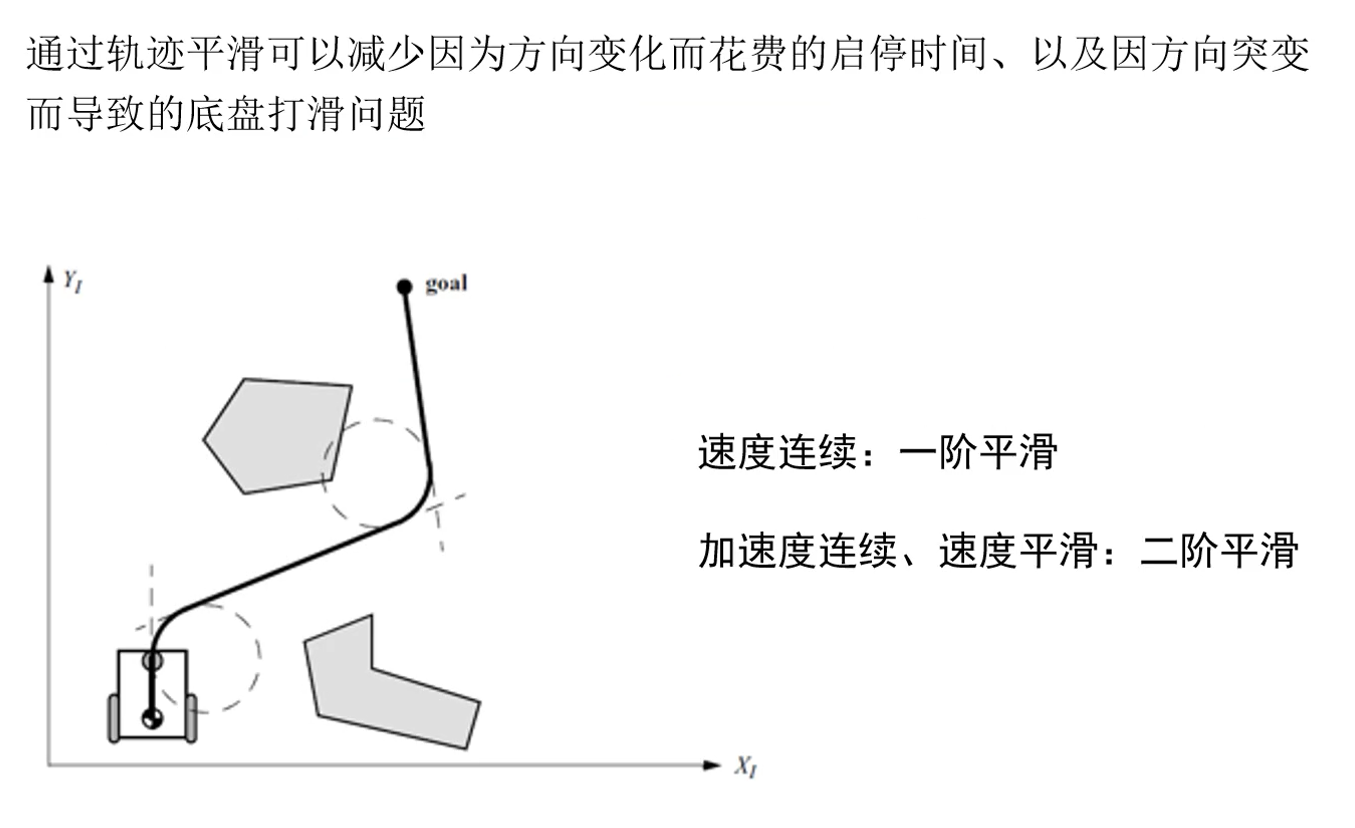 通过轨迹平滑可以减少因为方向变化而花费的启停时间、以及因方向突变
而导致的底盘打滑问题
Y_I
goal
速度连续：一阶平滑
加速度连续、速度平滑：二阶平滑
X_I